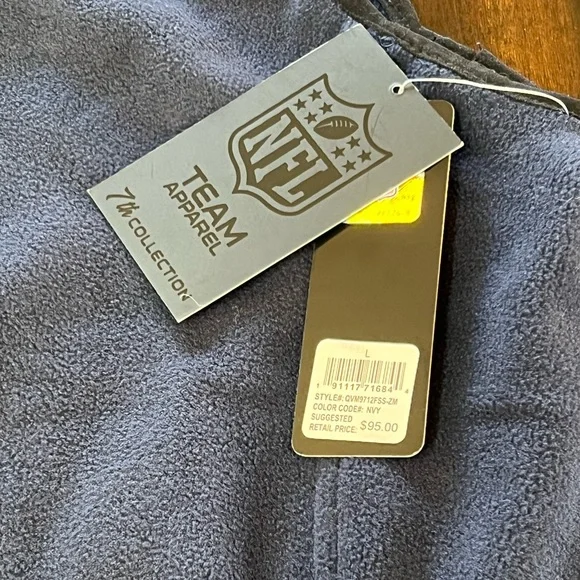 NFL
TEAM
APPAREL
7th COLLECTION
L
1 91117 71684 4
STYLE#: QVM9712FSS-ZM
COLOR CODE#: NVY
SUGGESTED
RETAIL PRICE: $95.00